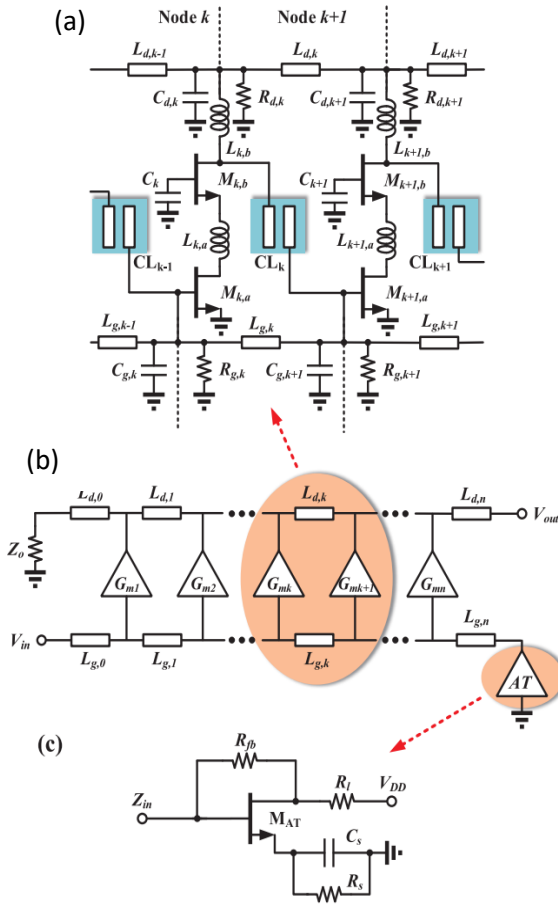 (a)
Node k
Node k+1
L_{d,k-1}
L_{d,k}
L_{d,k+1}
C_{d,k}
R_{d,k}
C_{d,k+1}
R_{d,k+1}
L_{k,b}
L_{k+1,b}
C_k
M_{k,b}
C_{k+1}
M_{k+1,b}
L_{k,a}
L_{k+1,a}
CL_{k-1}
CL_k
CL_{k+1}
M_{k,a}
M_{k+1,a}
L_{g,k-1}
L_{g,k}
L_{g,k+1}
C_{g,k}
R_{g,k}
C_{g,k+1}
R_{g,k+1}
(b)
L_{d,0}
L_{d,1}
L_{d,k}
L_{d,n}
V_{out}
Z_o
G_{m1}
G_{m2}
G_{mk}
G_{mk+1}
G_{mn}
V_{in}
L_{g,0}
L_{g,1}
L_{g,k}
L_{g,n}
AT
(c)
R_{fb}
Z_{in}
M_{AT}
R_l
V_{DD}
C_s
R_s